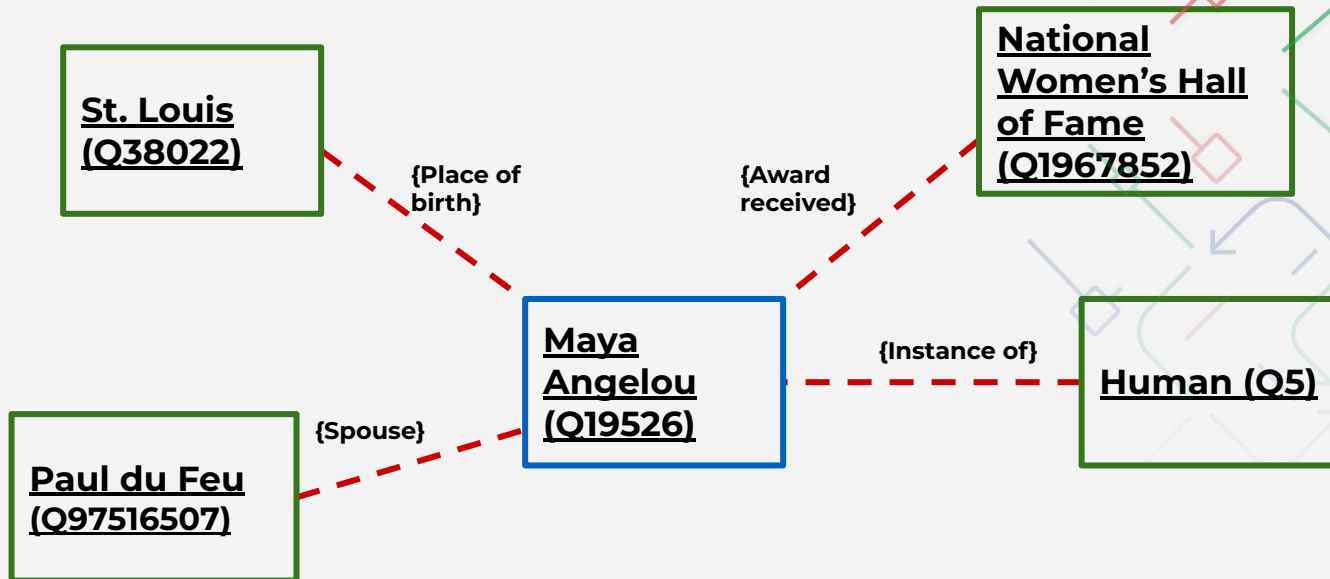 St. Louis
(Q38022)
{Place of
birth}
{Award
received}
National
Women's Hall
of Fame
(Q1967852)
Maya
Angelou
(Q19526)
{Instance of}
Human (Q5)
{Spouse}
Paul du Feu
(Q97516507)